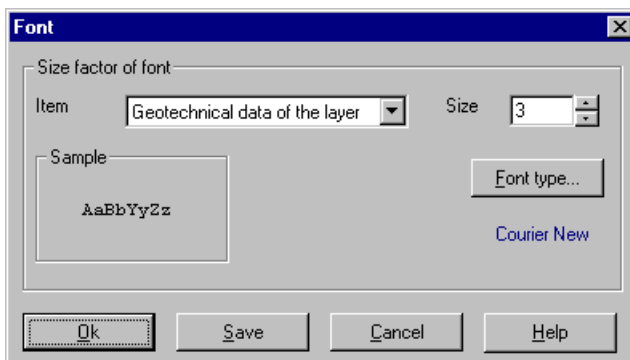 Font
Size factor of font
Item
Geotechnical data of the layer
Size
3
Sample
AaBbYyZz
Font type...
Courier New
Ok
Save
Cancel
Help